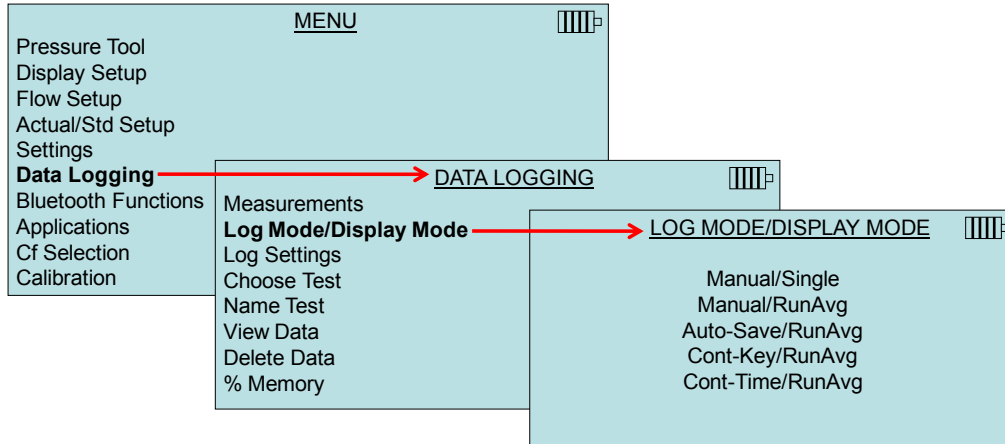 MENU
Pressure Tool
Display Setup
Flow Setup
Actual/Std Setup
Settings
Data Logging
Bluetooth Functions
Applications
Cf Selection
Calibration
DATA LOGGING
Measurements
Log Mode/Display Mode
Log Settings
Choose Test
Name Test
View Data
Delete Data
% Memory
LOG MODE/DISPLAY MODE
Manual/Single
Manual/RunAvg
Auto-Save/RunAvg
Cont-Key/RunAvg
Cont-Time/RunAvg